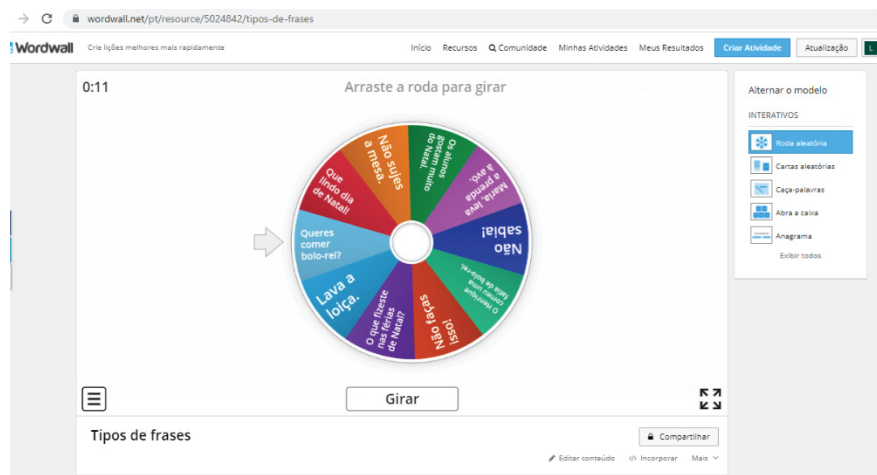 wordwall.net/pt/resource/5024842/tipos-de-frases
Wordwall
Crie lições melhores mais rapidamente
Início
Recursos
Comunidade
Minhas Atividades
Meus Resultados
Criar Atividade
Atualização
L
0:11
Arraste a roda para girar
Não sujes
a mesa.
Os alunos
gostam muito
do Natal.
Maria, leva
a prenda
à avó.
Não
sabia!
O Henrique
comeu uma
fatia de bolo
-rei.
Não faças
isso!
O que fizeste
nas férias
de Natal?
Lava a
loiça.
Queres
comer
bolo-rei?
Que
lindo dia
de Natal!
Girar
Alternar o modelo
INTERATIVOS
Roda aleatória
Cartas aleatórias
Caça-palavras
Abra a caixa
Anagrama
Exibir todos
Tipos de frases
Compartilhar
Editar conteúdo
Incorporar
Mais